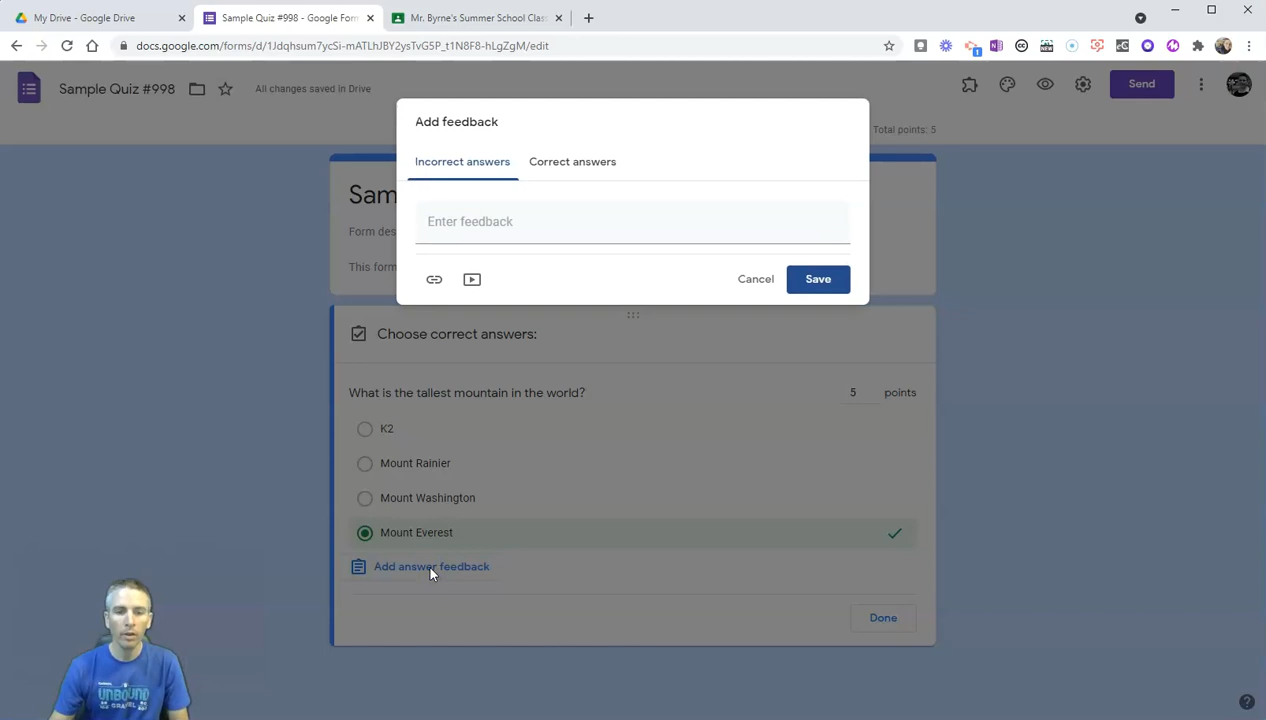 My Drive - Google Drive
Sample Quiz #998 - Google Form
Mr. Byrne's Summer School Class
docs.google.com/forms/d/1Jdqhsum7ycSi-mATLhJBY2ysTvG5P_t1N8F8-hLgZgM/edit
Sample Quiz #998
All changes saved in Drive
Send
Total points: 5
Add feedback
Incorrect answers
Correct answers
Enter feedback
Cancel
Save
Sam
Form des
This form
Choose correct answers:
What is the tallest mountain in the world?
5 points
K2
Mount Rainier
Mount Washington
Mount Everest
Add answer feedback
Done
UNBOUND
GRAVEL